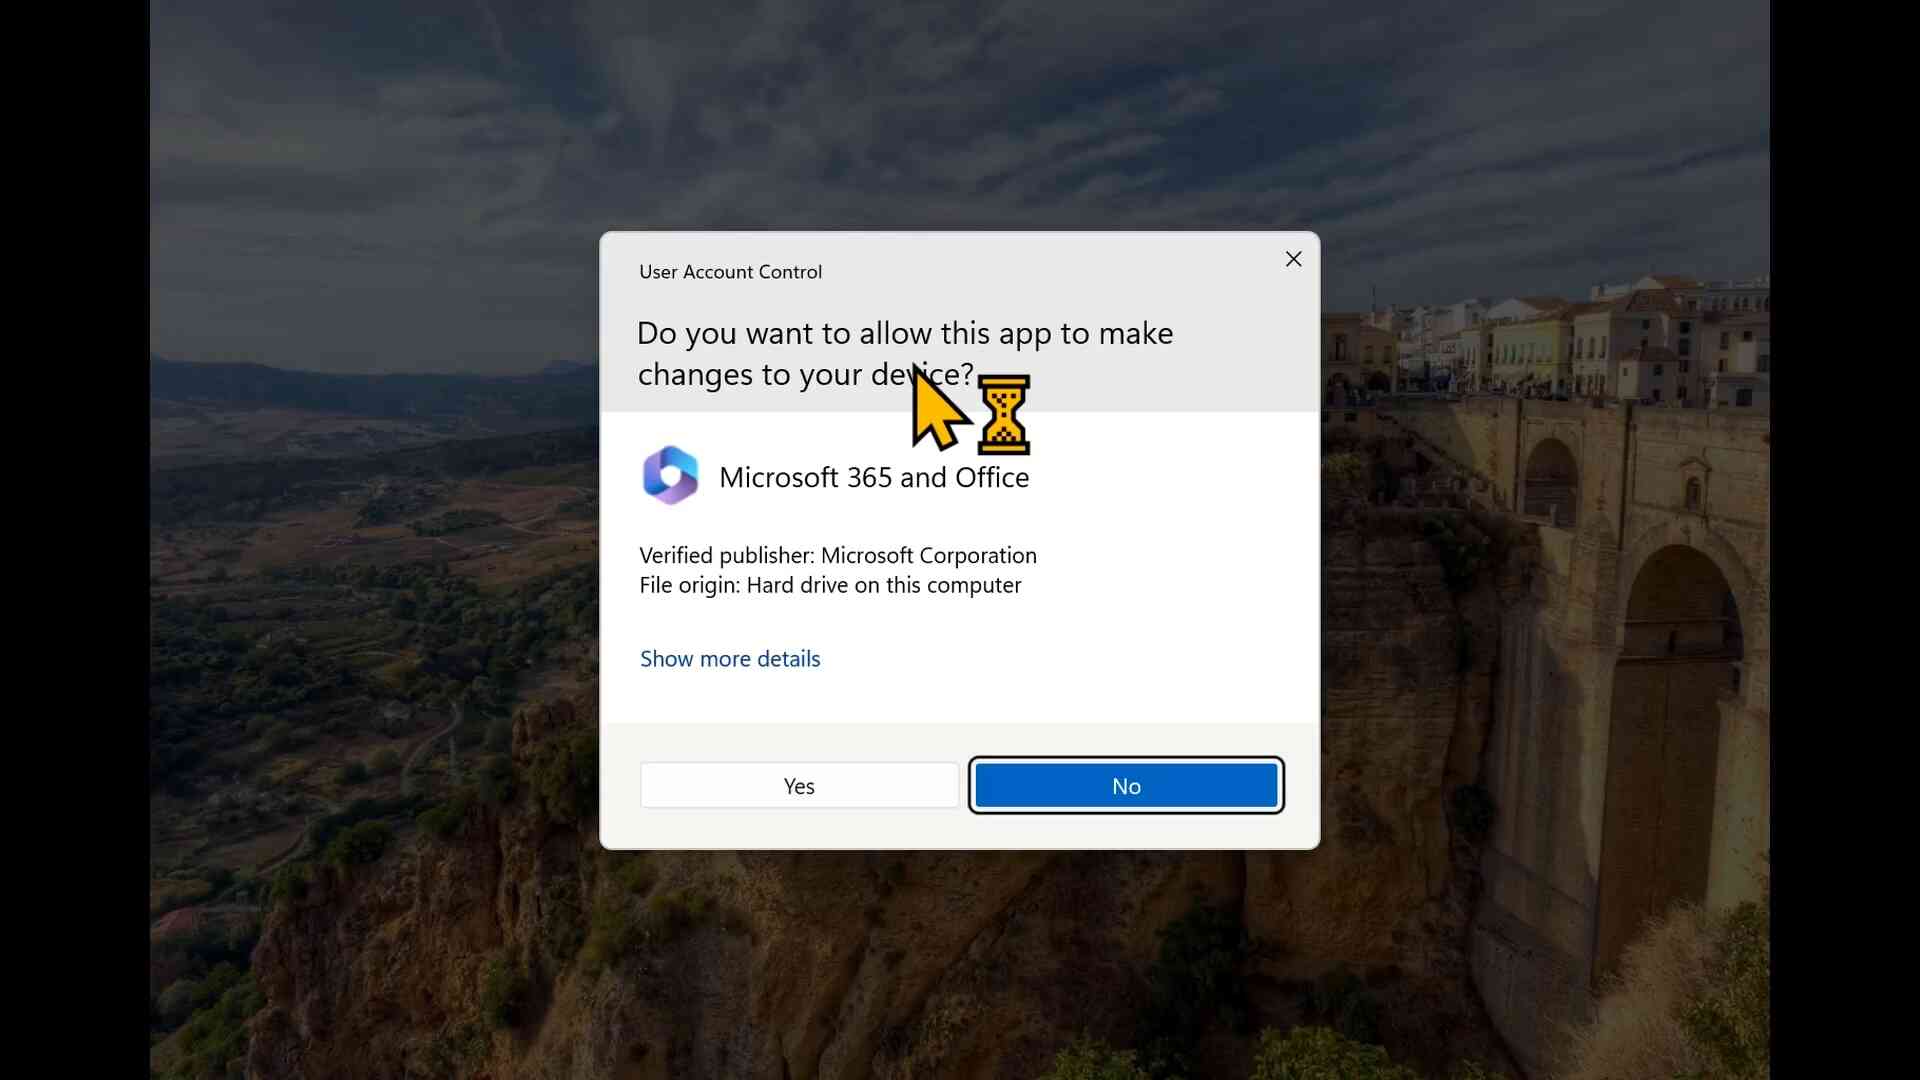 User Account Control
Do you want to allow this app to make
changes to your device?
Microsoft 365 and Office
Verified publisher: Microsoft Corporation
File origin: Hard drive on this computer
Show more details
Yes
No